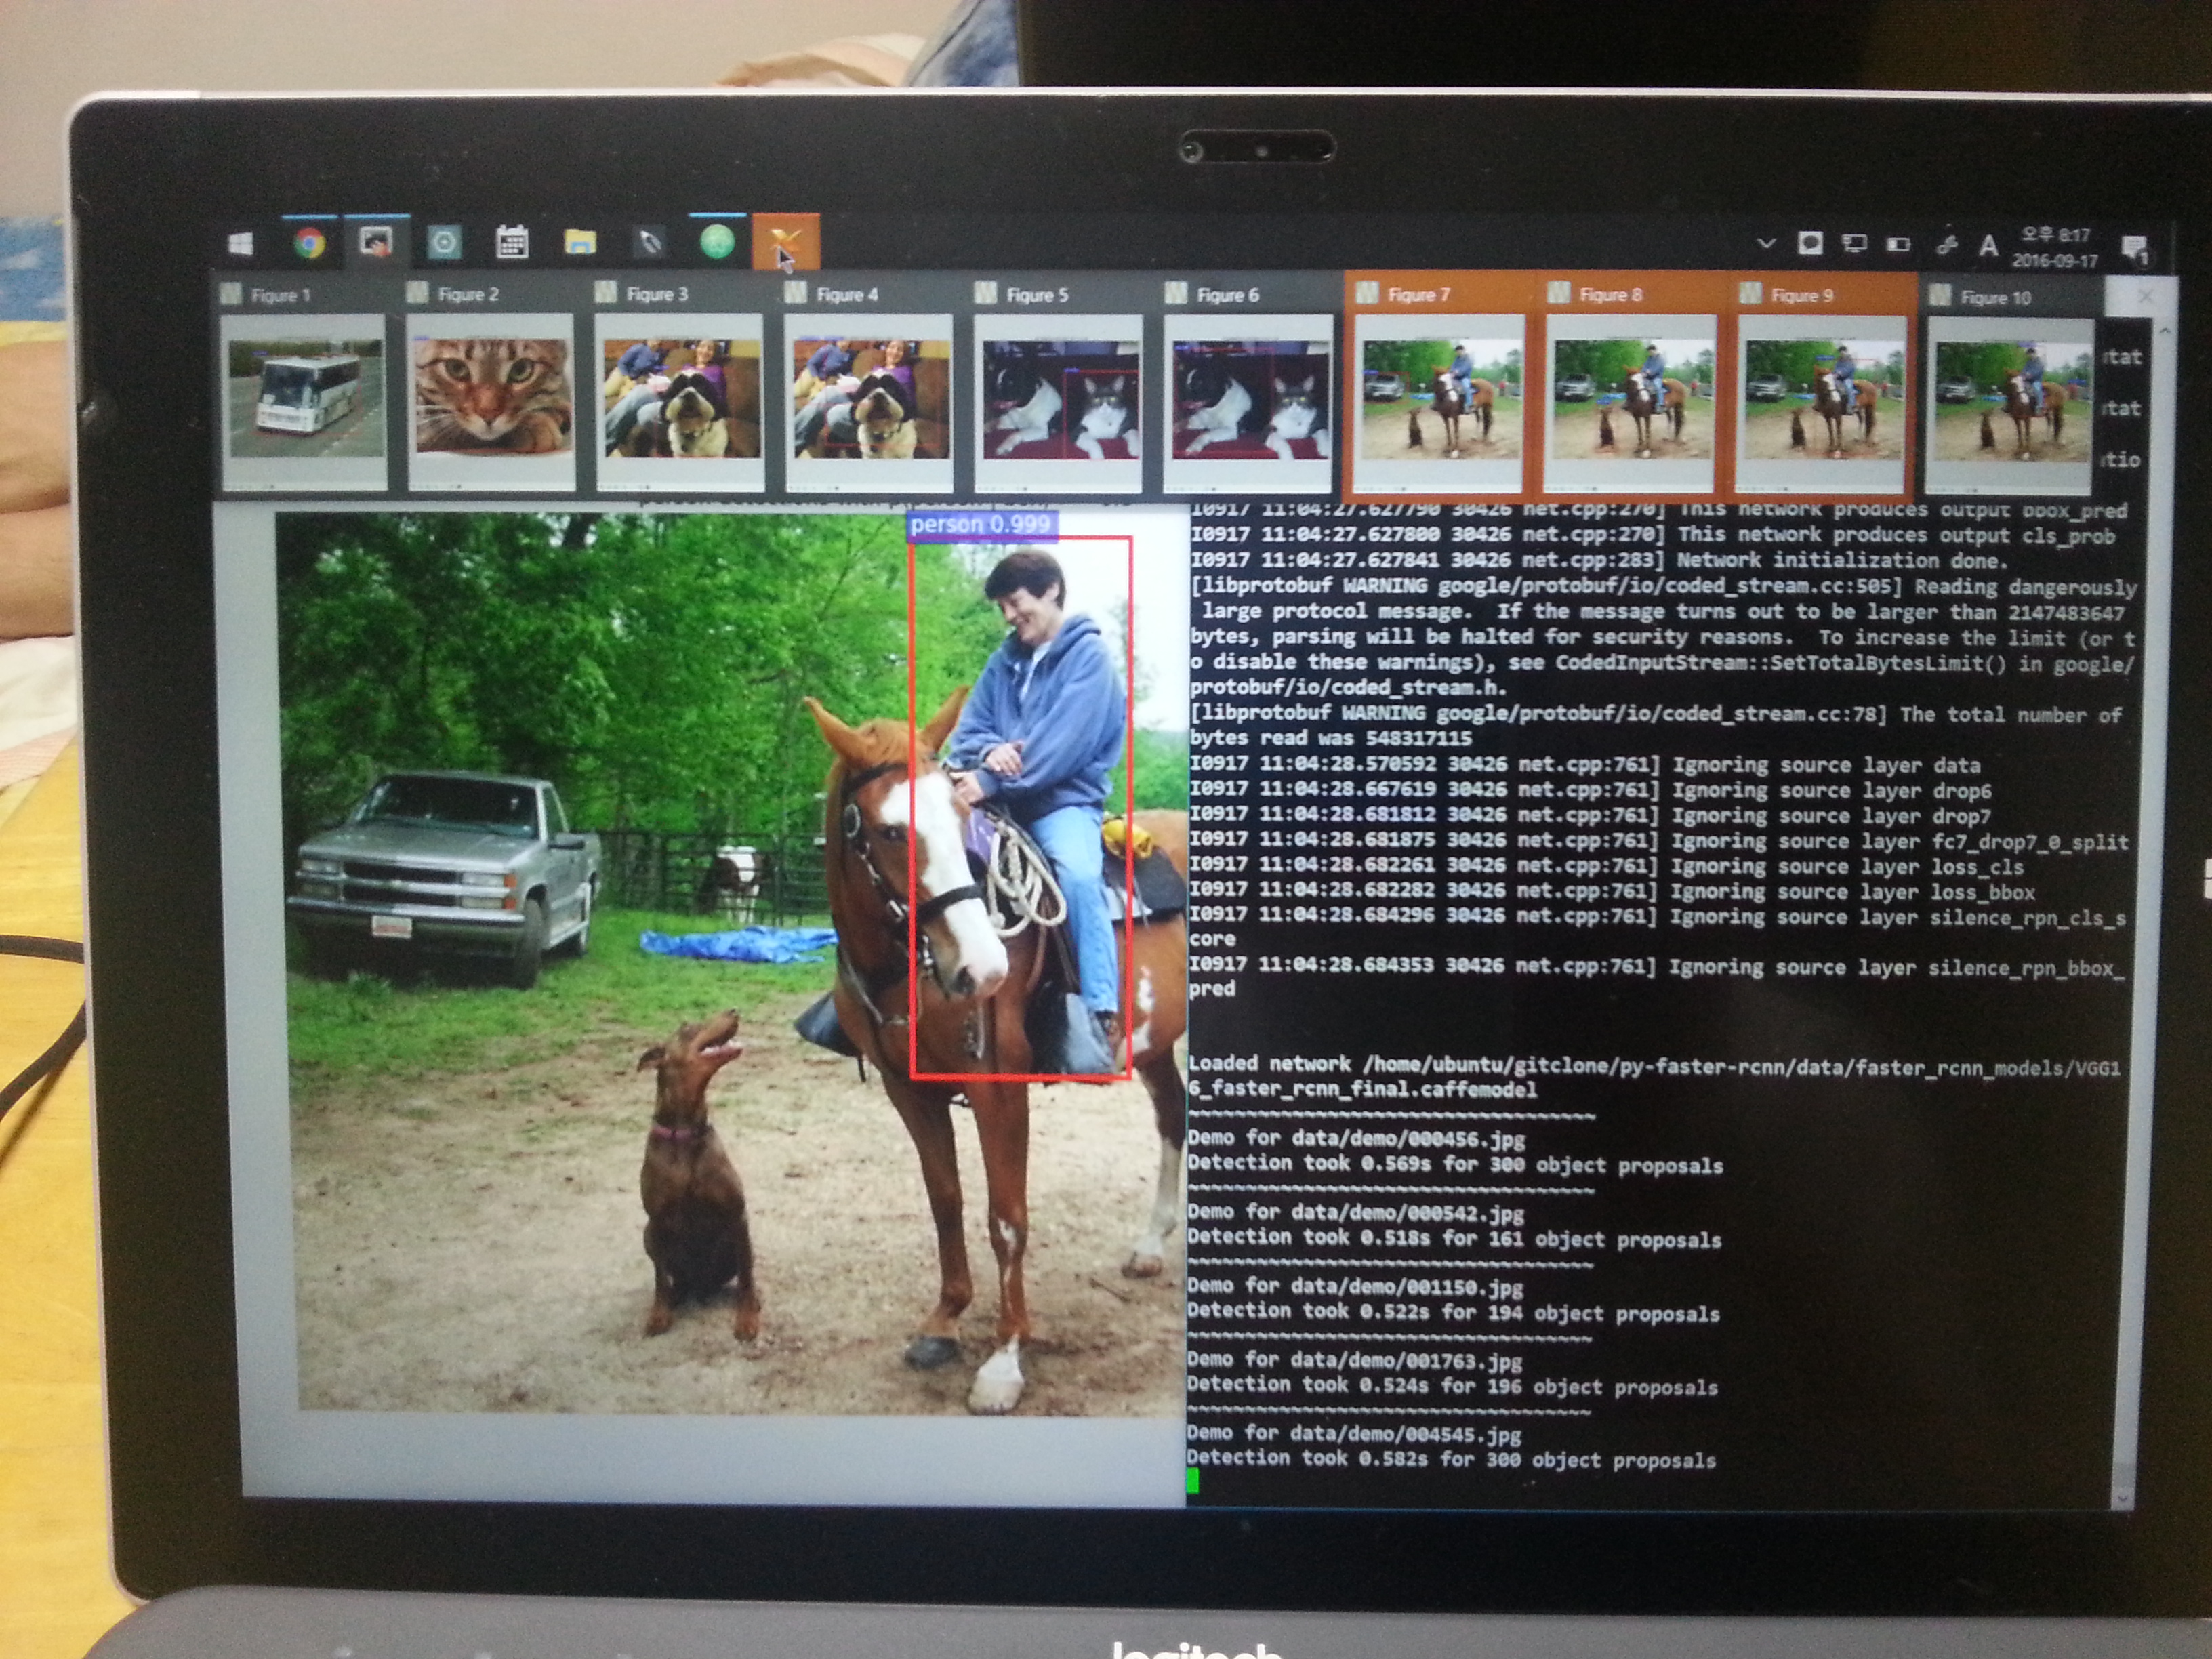 A
오후 8:17
2016-09-17
1
Figure 1
Figure 2
Figure 3
Figure 4
Figure 5
Figure 6
Figure 7
Figure 8
Figure 9
Figure 10
tat
tat
tio
person 0.999
I0917 11:04:27.627790 30426 net.cpp:270] This network produces output bbox_pred
I0917 11:04:27.627800 30426 net.cpp:270] This network produces output cls_prob
I0917 11:04:27.627841 30426 net.cpp:283] Network initialization done.
[libprotobuf WARNING google/protobuf/io/coded_stream.cc:505] Reading dangerously
large protocol message.  If the message turns out to be larger than 2147483647
bytes, parsing will be halted for security reasons.  To increase the limit (or t
o disable these warnings), see CodedInputStream::SetTotalBytesLimit() in google/
protobuf/io/coded_stream.h.
[libprotobuf WARNING google/protobuf/io/coded_stream.cc:78] The total number of
bytes read was 548317115
I0917 11:04:28.570592 30426 net.cpp:761] Ignoring source layer data
I0917 11:04:28.667619 30426 net.cpp:761] Ignoring source layer drop6
I0917 11:04:28.681812 30426 net.cpp:761] Ignoring source layer drop7
I0917 11:04:28.681875 30426 net.cpp:761] Ignoring source layer fc7_drop7_0_split
I0917 11:04:28.682261 30426 net.cpp:761] Ignoring source layer loss_cls
I0917 11:04:28.682282 30426 net.cpp:761] Ignoring source layer loss_bbox
I0917 11:04:28.684296 30426 net.cpp:761] Ignoring source layer silence_rpn_cls_s
core
I0917 11:04:28.684353 30426 net.cpp:761] Ignoring source layer silence_rpn_bbox_
pred
Loaded network /home/ubuntu/gitclone/py-faster-rcnn/data/faster_rcnn_models/VGG1
6_faster_rcnn_final.caffemodel
~~~~~~~~~~~~~~~~~~~~~~~~~~~~~~~~~~~
Demo for data/demo/000456.jpg
Detection took 0.569s for 300 object proposals
~~~~~~~~~~~~~~~~~~~~~~~~~~~~~~~~~~~
Demo for data/demo/000542.jpg
Detection took 0.518s for 161 object proposals
~~~~~~~~~~~~~~~~~~~~~~~~~~~~~~~~~~~
Demo for data/demo/001150.jpg
Detection took 0.522s for 194 object proposals
~~~~~~~~~~~~~~~~~~~~~~~~~~~~~~~~~~~
Demo for data/demo/001763.jpg
Detection took 0.524s for 196 object proposals
~~~~~~~~~~~~~~~~~~~~~~~~~~~~~~~~~~~
Demo for data/demo/004545.jpg
Detection took 0.582s for 300 object proposals
logitech